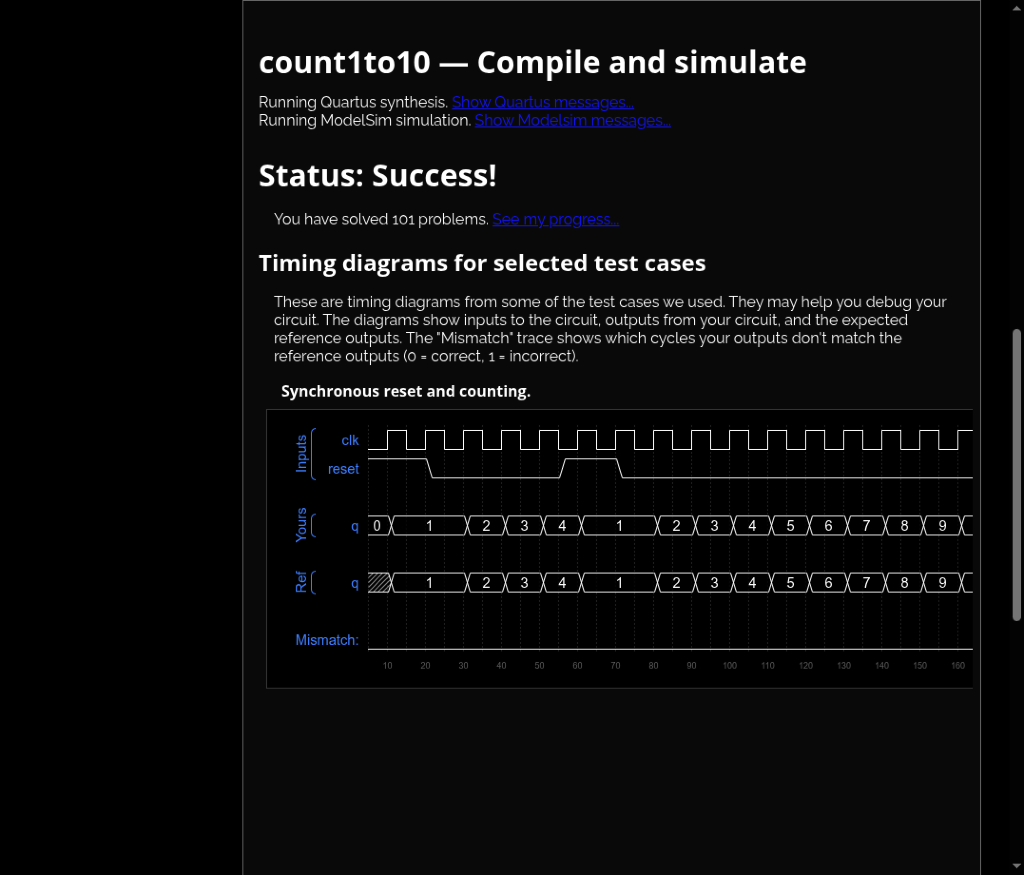 count1to10 — Compile and simulate
Running Quartus synthesis. Show Quartus messages...
Running ModelSim simulation. Show Modelsim messages...
Status: Success!
You have solved 101 problems. See my progress...
Timing diagrams for selected test cases
These are timing diagrams from some of the test cases we used. They may help you debug your
circuit. The diagrams show inputs to the circuit, outputs from your circuit, and the expected
reference outputs. The "Mismatch" trace shows which cycles your outputs don't match the
reference outputs (0 = correct, 1 = incorrect).
Synchronous reset and counting.
Inputs
clk
reset
Yours
q 0 1 2 3 4 1 2 3 4 5 6 7 8 9
Ref
q 1 2 3 4 1 2 3 4 5 6 7 8 9
Mismatch:
10 20 30 40 50 60 70 80 90 100 110 120 130 140 150 160